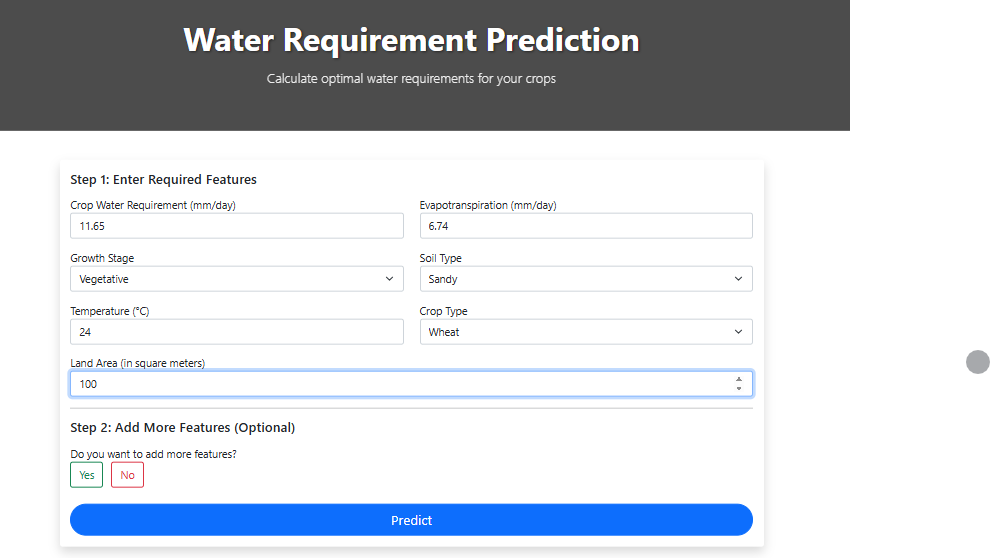 Water Requirement Prediction
Calculate optimal water requirements for your crops
Step 1: Enter Required Features
Crop Water Requirement (mm/day) Evapotranspiration (mm/day)
11.65 6.74
Growth Stage Soil Type
Vegetative Sandy
Temperature (°C) Crop Type
24 Wheat
Land Area (in square meters)
100
Step 2: Add More Features (Optional)
Do you want to add more features?
Yes No
Predict